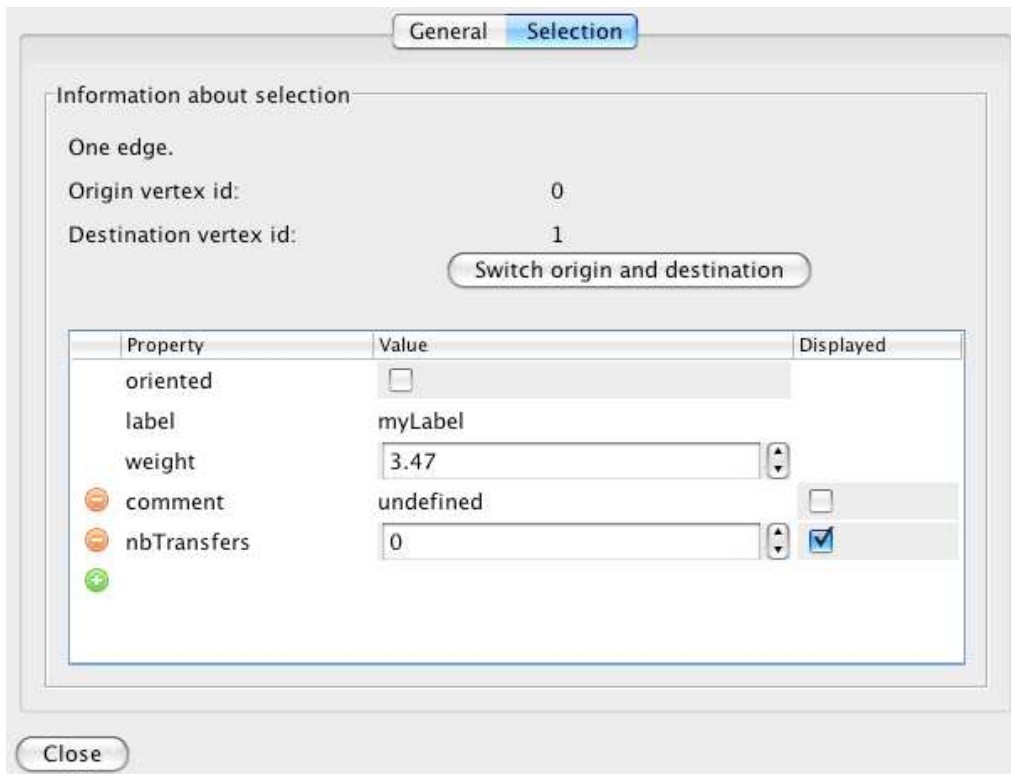 General Selection
Information about selection
One edge.
Origin vertex id: 0
Destination vertex id: 1
Switch origin and destination
Property Value Displayed
oriented
label myLabel
weight 3.47
comment undefined
nbTransfers 0
Close